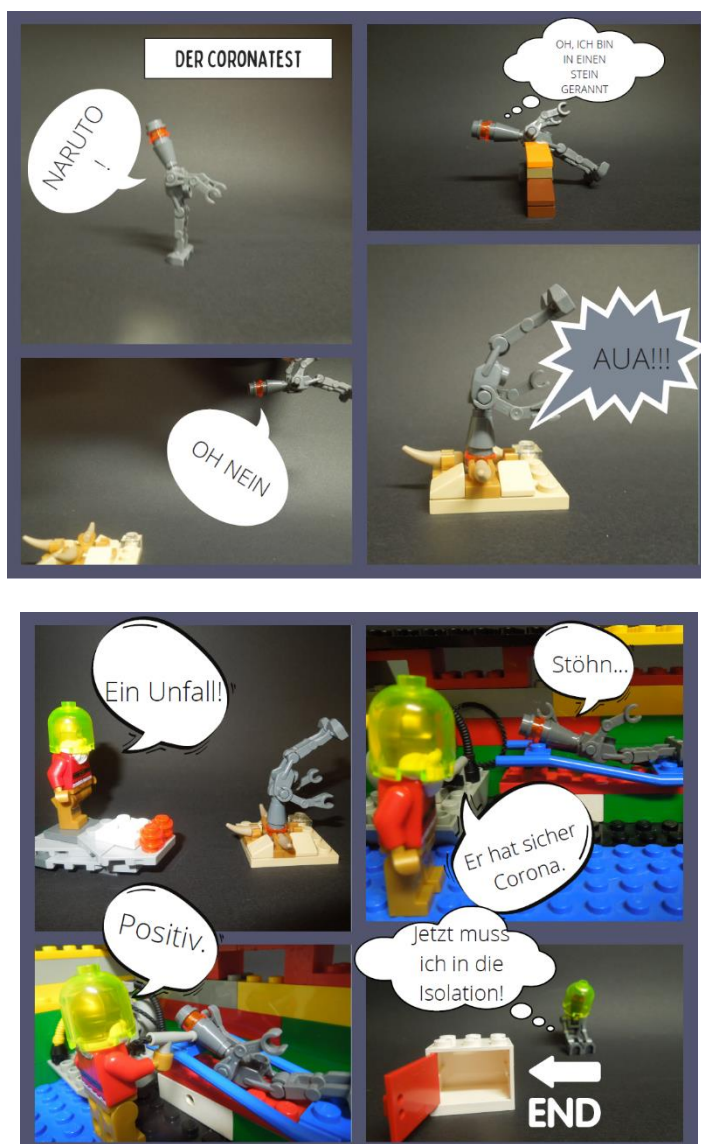 DER CORONATEST
NARUTO
!
OH, ICH BIN
IN EINEN
STEIN
GERANNT
OH NEIN
AUA!!!
Ein Unfall!
Stöhn...
Er hat sicher
Corona.
Positiv.
Jetzt muss
ich in die
Isolation!
END